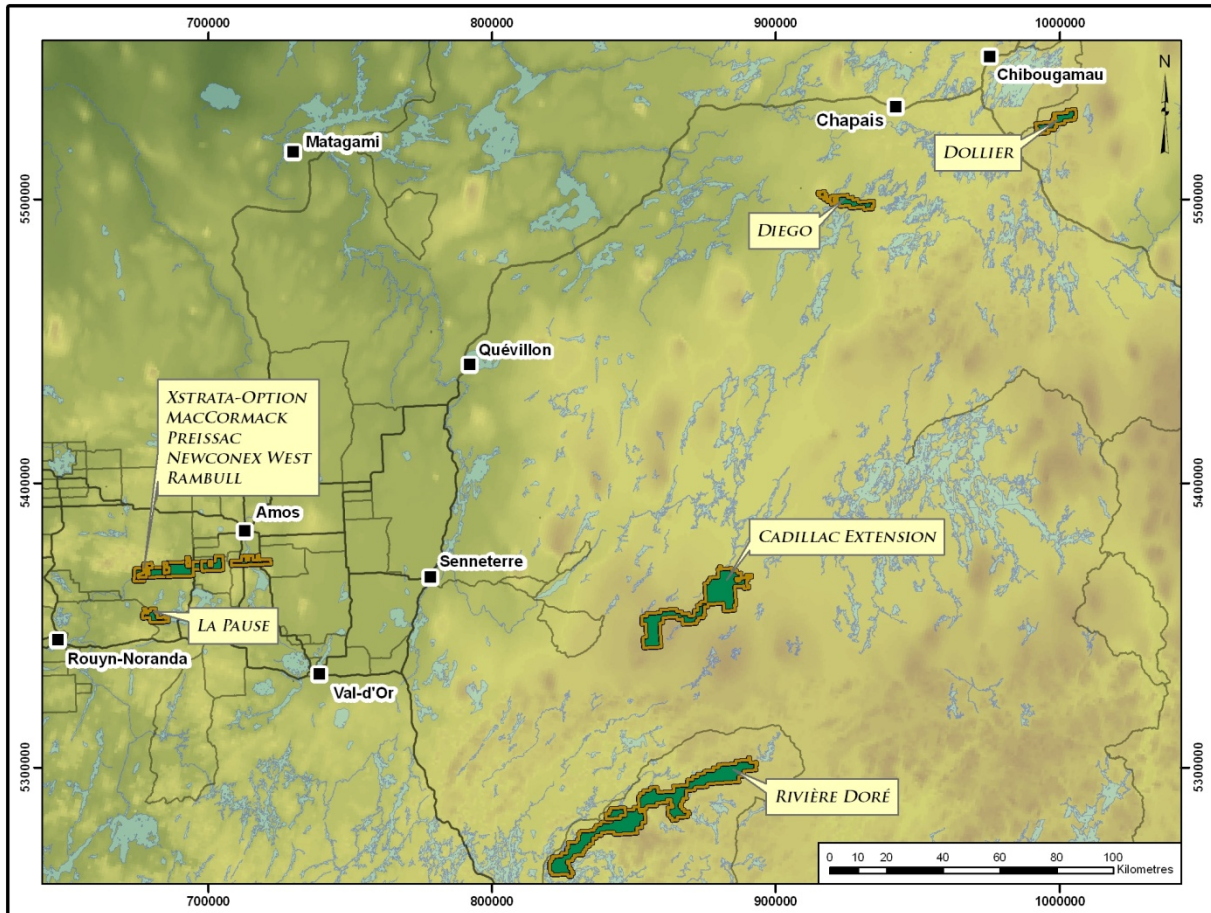 700000
800000
900000
1000000
Chibougamau
N
Chapais
Matagami
DOLLIER
5500000
5500000
DIEGO
Quévillon
XSTRATA-OPTION
MACCORMACK
PREISSAC
NEWCONEX WEST
RAMBULL
5400000
5400000
Amos
CADILLAC EXTENSION
Senneterre
LA PAUSE
Rouyn-Noranda
Val-d'Or
5300000
5300000
RIVIÈRE DORÉ
0 10 20 40 60 80 100
Kilometres
700000
800000
900000
1000000